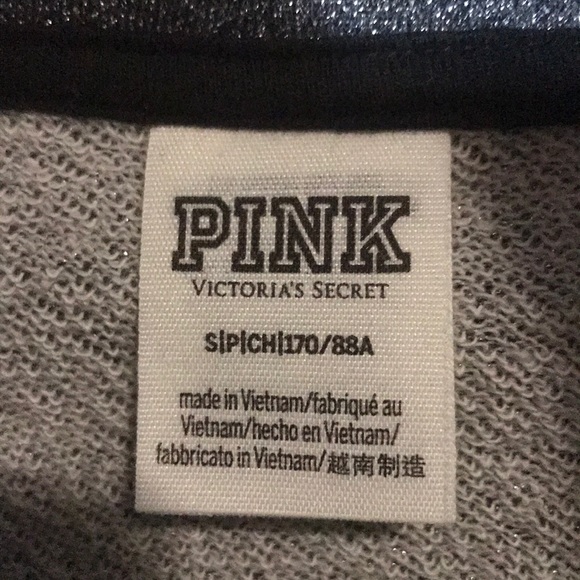 PINK
VICTORIA'S SECRET
S|P|CH|170/88A
made in Vietnam/fabriqué au
Vietnam/hecho en Vietnam/
fabbricato in Vietnam/越南制造